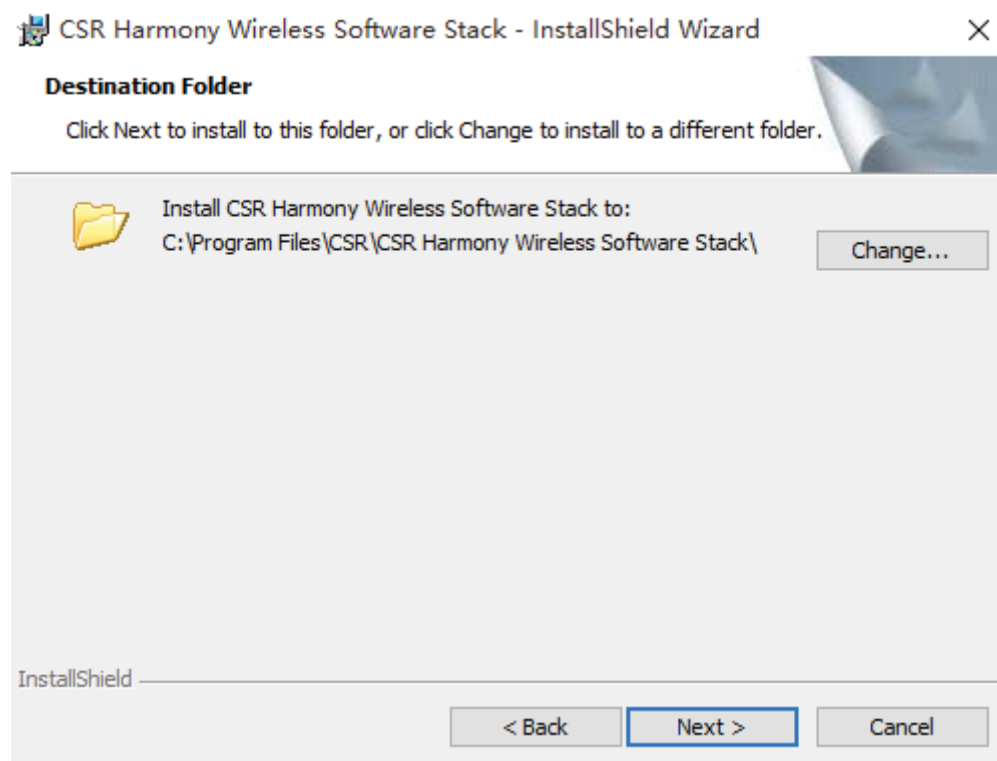 CSR Harmony Wireless Software Stack - InstallShield Wizard
Destination Folder
Click Next to install to this folder, or click Change to install to a different folder.
Install CSR Harmony Wireless Software Stack to:
C:\Program Files\CSR\CSR Harmony Wireless Software Stack\
Change...
InstallShield
< Back
Next >
Cancel